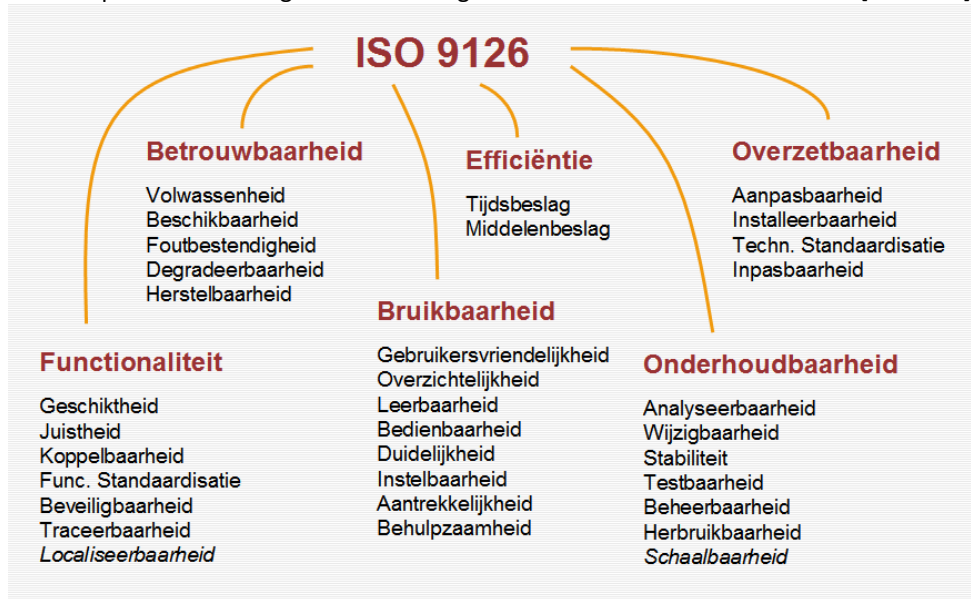 ISO 9126
Betrouwbaarheid
Volwassenheid
Beschikbaarheid
Foutbestendigheid
Degradeerbaarheid
Herstelbaarheid
Efficiëntie
Tijdsbeslag
Middelenbeslag
Overzetbaarheid
Aanpasbaarheid
Installeerbaarheid
Techn. Standaardisatie
Inpasbaarheid
Functionaliteit
Geschiktheid
Juistheid
Koppelbaarheid
Func. Standaardisatie
Beveiligbaarheid
Traceerbaarheid
Localiseerbaarheid
Bruikbaarheid
Gebruikersvriendelijkheid
Overzichtelijkheid
Leerbaarheid
Bedienbaarheid
Duidelijkheid
Instelbaarheid
Aantrekkelijkheid
Behulpzaamheid
Onderhoudbaarheid
Analyseerbaarheid
Wijzigbaarheid
Stabiliteit
Testbaarheid
Beheerbaarheid
Herbruikbaarheid
Schaalbaarheid